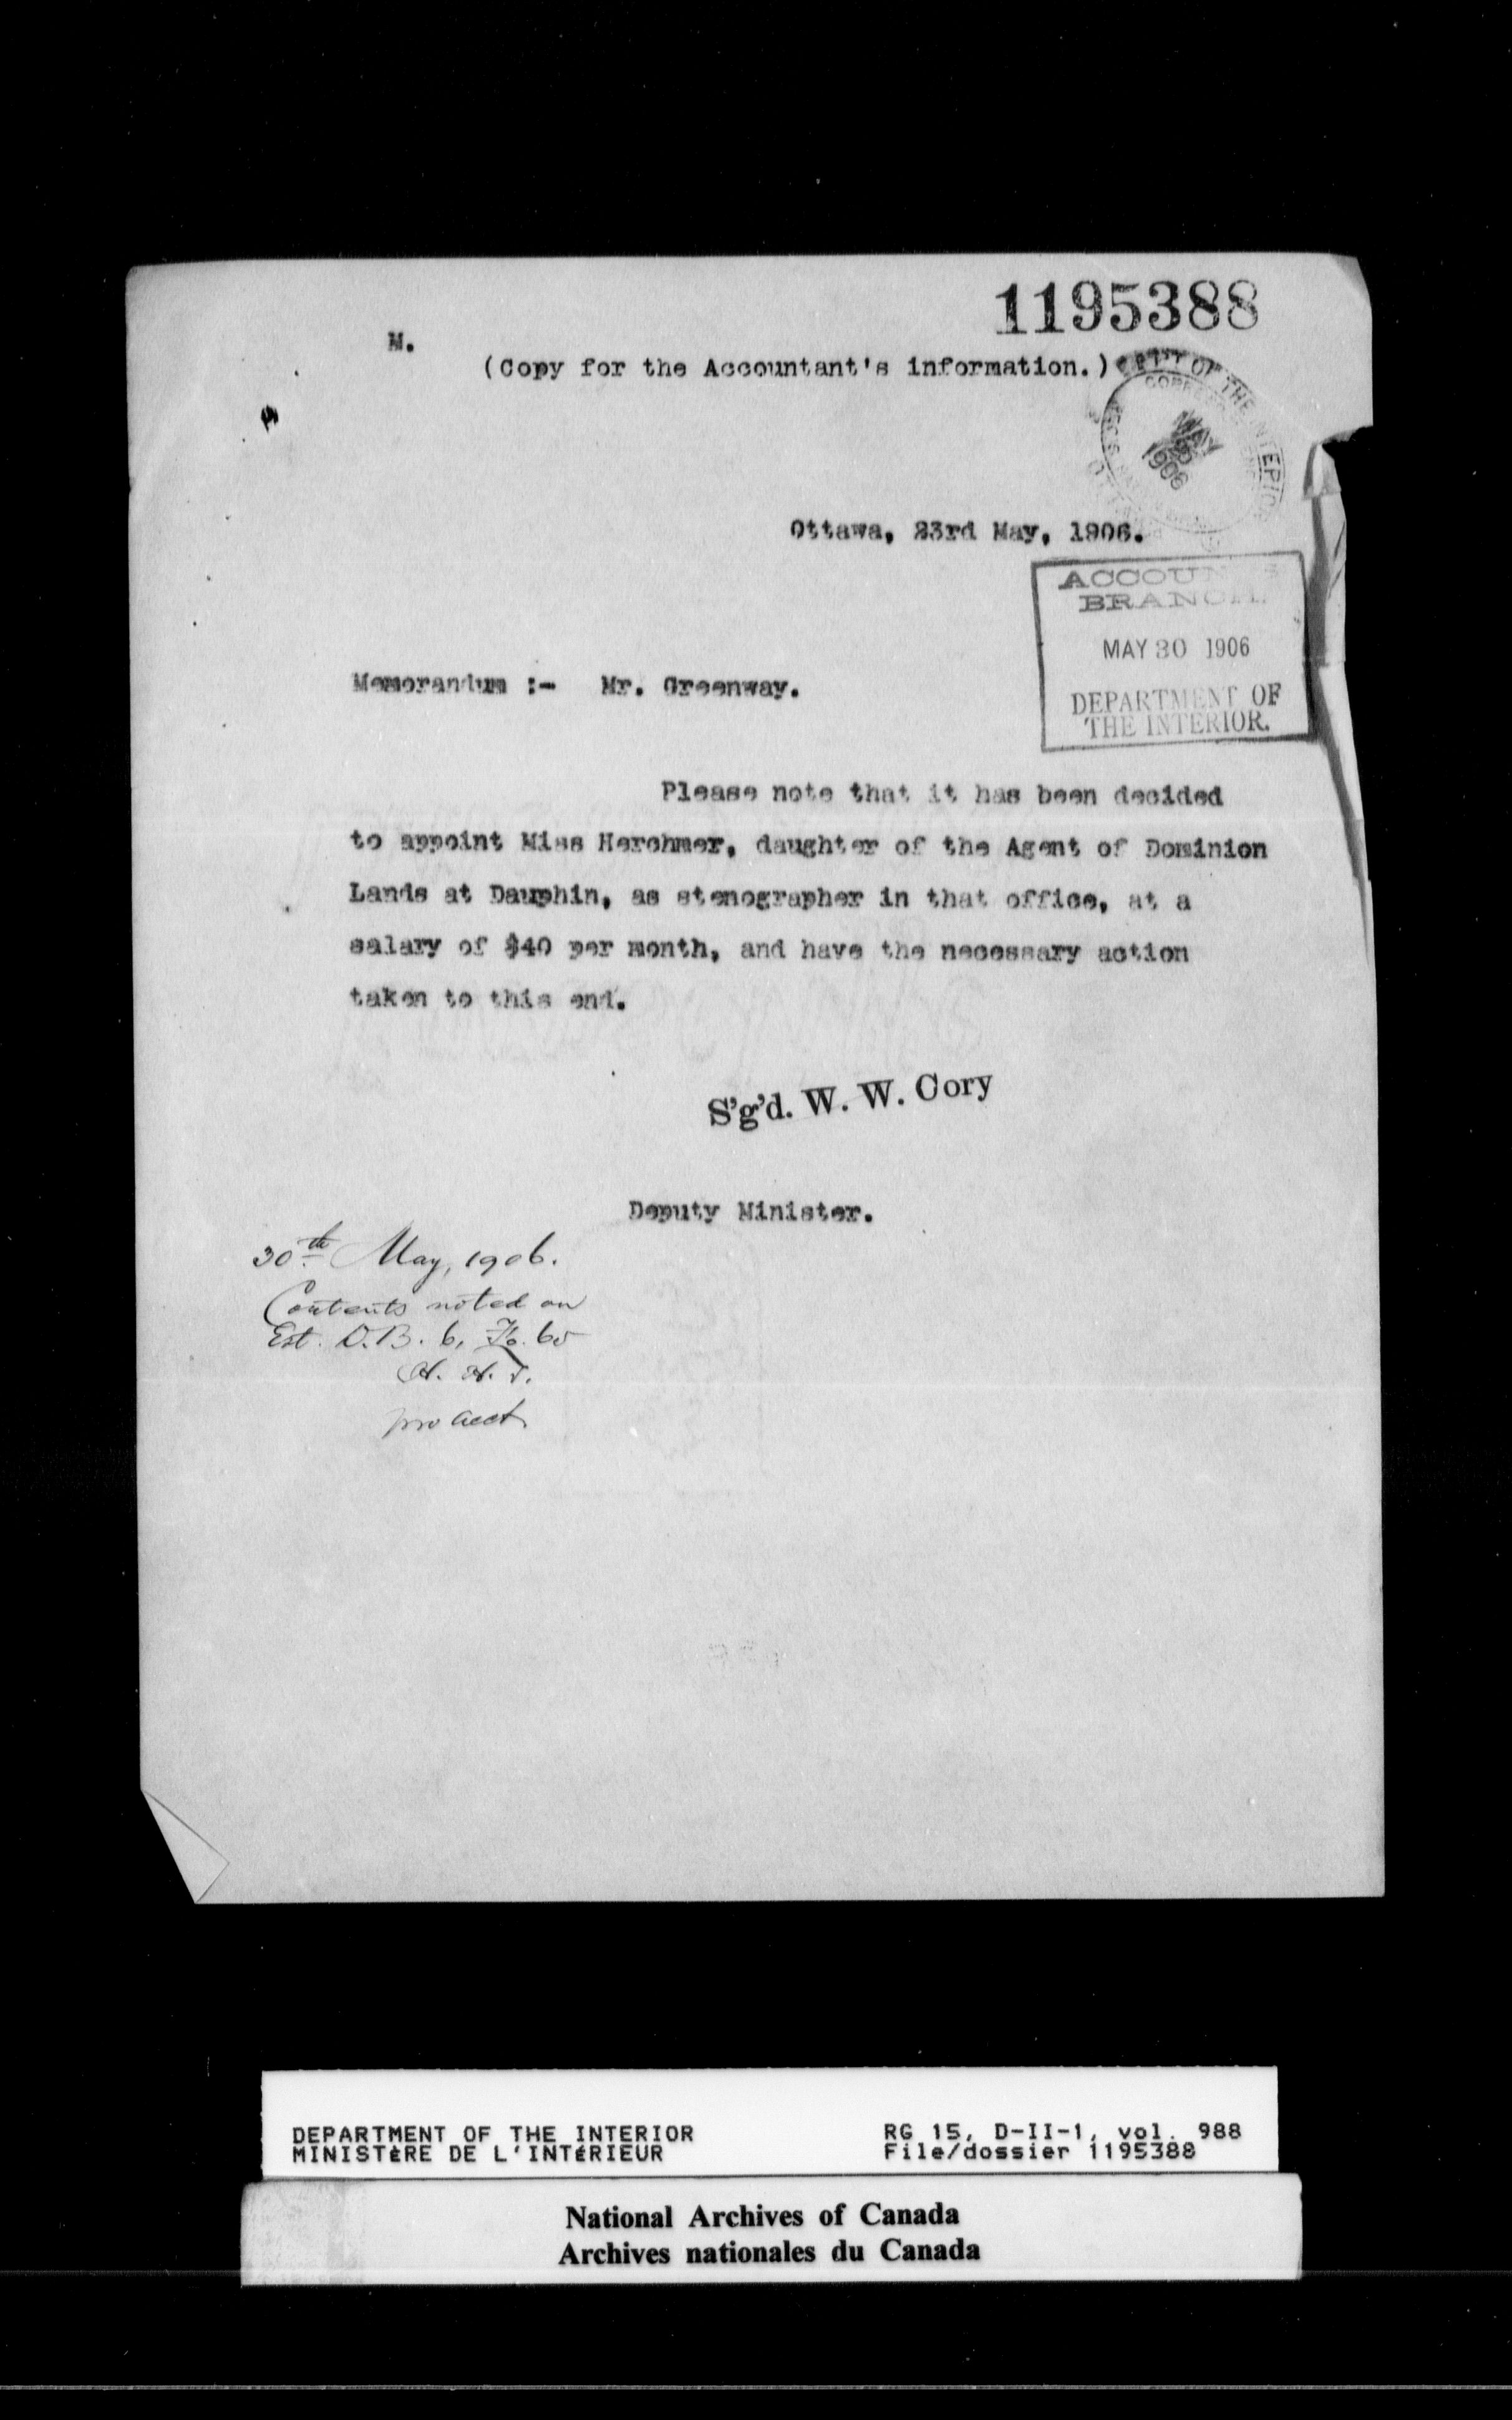 1195388
M.
(Copy for the Accountant's information.)
DEPT OF THE INTERIOR
MAY
1906
Ottawa, 23rd May, 1906.
ACCOUNTS
BRANCH
MAY 30 1906
DEPARTMENT OF
THE INTERIOR.
Memorandum :- Mr. Greenway.
Please note that it has been decided
to appoint Miss Herchmer, daughter of the Agent of Dominion
Lands at Dauphin, as stenographer in that office, at a
salary of $40 per month, and have the necessary action
taken to this end.
S'g'd. W. W. Cory
Deputy Minister.
30th May, 1906.
Contents noted on
Est. D.B. 6, Fo. 60
H. H. T.
pro acct
DEPARTMENT OF THE INTERIOR RG 15, D-II-1, vol. 988
MINISTÈRE DE L'INTÉRIEUR File/dossier 1195388
National Archives of Canada
Archives nationales du Canada